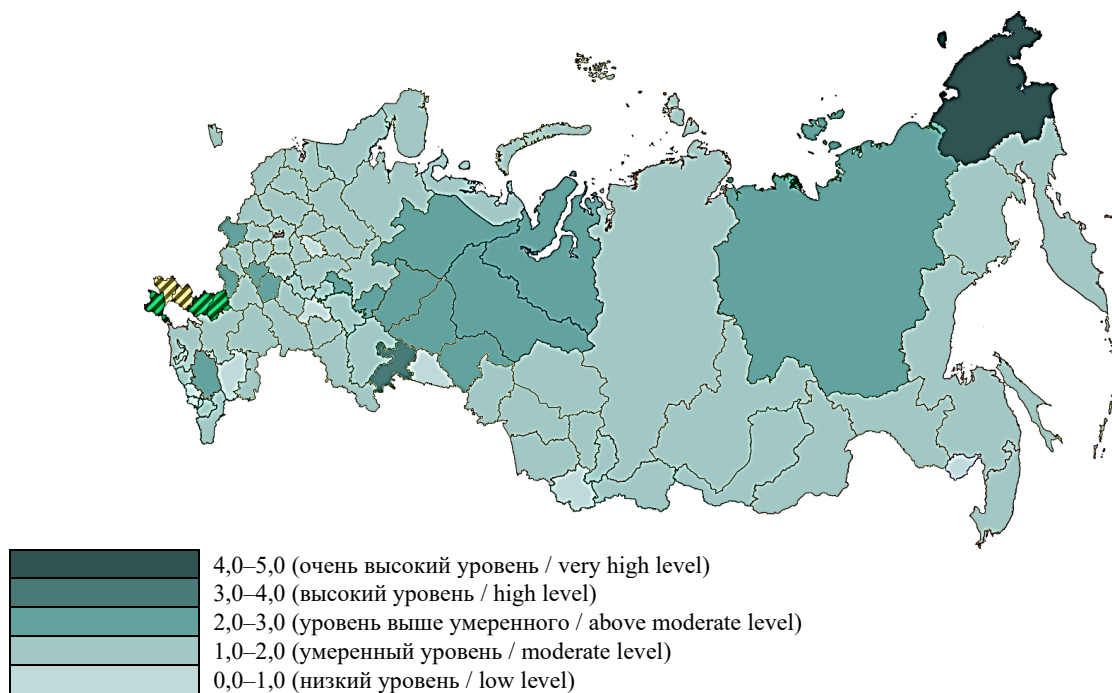 4,0–5,0 (очень высокий уровень / very high level)
3,0–4,0 (высокий уровень / high level)
2,0–3,0 (уровень выше умеренного / above moderate level)
1,0–2,0 (умеренный уровень / moderate level)
0,0–1,0 (низкий уровень / low level)